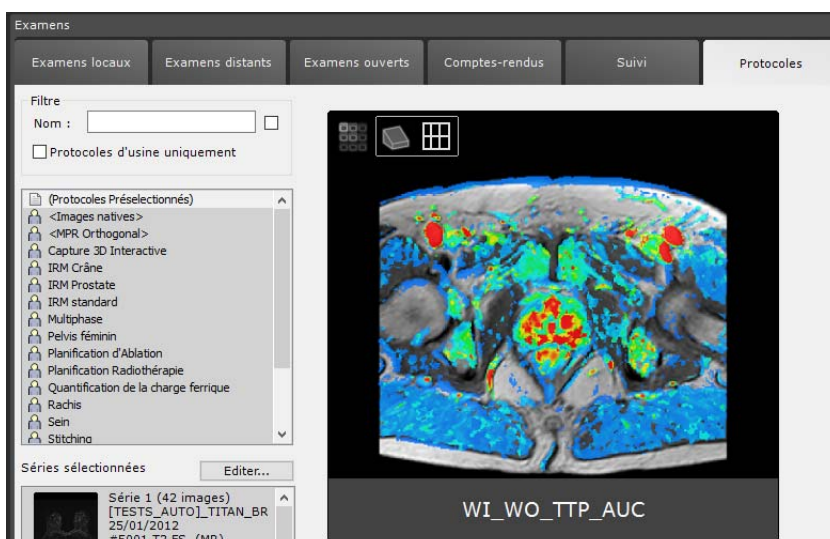 Examens
Examens locaux
Examens distants
Examens ouverts
Comptes-rendus
Suivi
Protocoles
Filtre
Nom :
Protocoles d'usine uniquement
(Protocoles Préselectionnés)
<Images natives>
<MPR Orthogonal>
Capture 3D Interactive
IRM Crâne
IRM Prostate
IRM standard
Multiphase
Pelvis féminin
Planification d'Ablation
Planification Radiothérapie
Quantification de la charge ferrique
Rachis
Sein
Stitching
Séries sélectionnées
Editer...
Série 1 (42 images)
[TESTS_AUTO]_TITAN_BR
25/01/2012
WI_WO_TTP_AUC